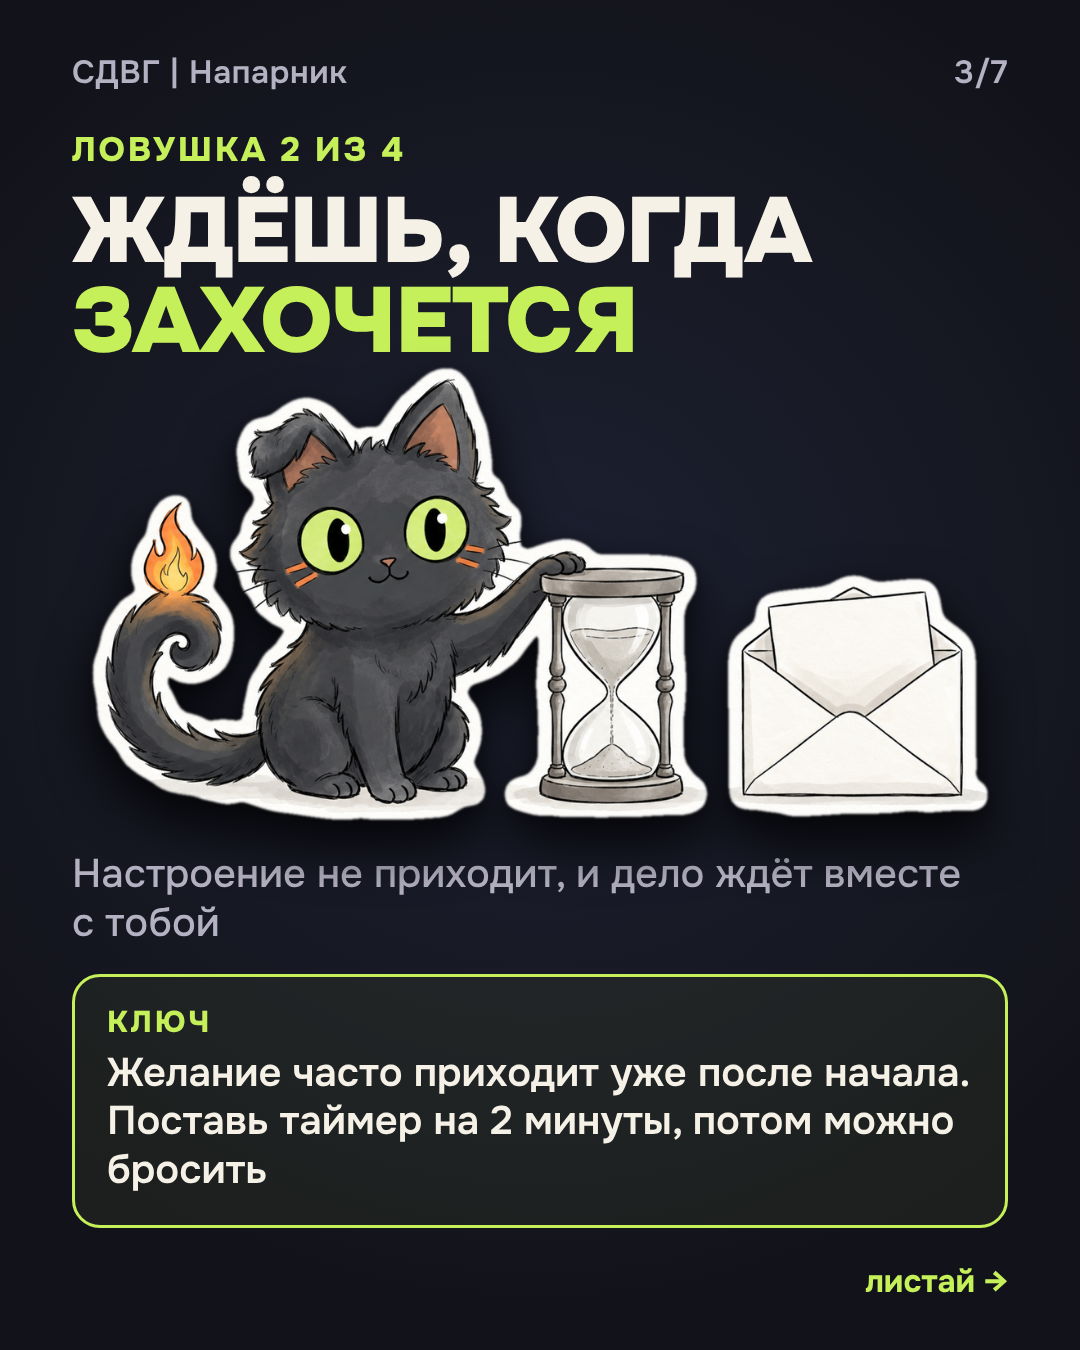 СДВГ | Напарник
3/7
ЛОВУШКА 2 ИЗ 4
ЖДЁШЬ, КОГДА
ЗАХОЧЕТСЯ
Настроение не приходит, и дело ждёт вместе
с тобой
КЛЮЧ
Желание часто приходит уже после начала.
Поставь таймер на 2 минуты, потом можно
бросить
листай →